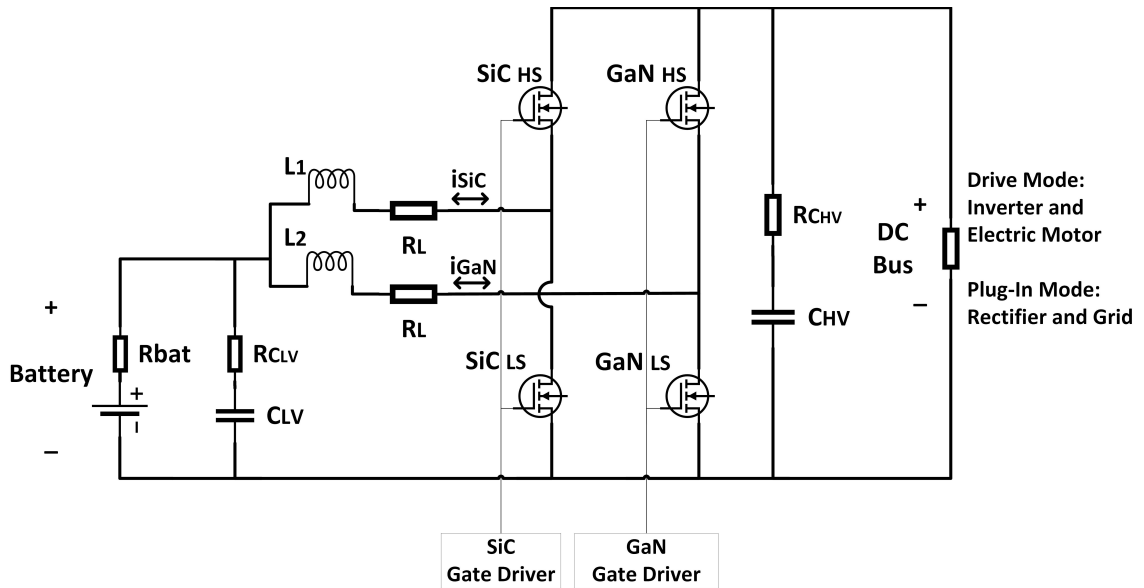 SiC HS
GaN HS
L1
iSiC
RL
L2
iGaN
RL
RCHV
+
DC
Bus
–
Drive Mode:
Inverter and
Electric Motor
Plug-In Mode:
Rectifier and Grid
CHV
+
Battery
–
Rbat
+
–
RCLV
CLV
SiC LS
GaN LS
SiC
Gate Driver
GaN
Gate Driver